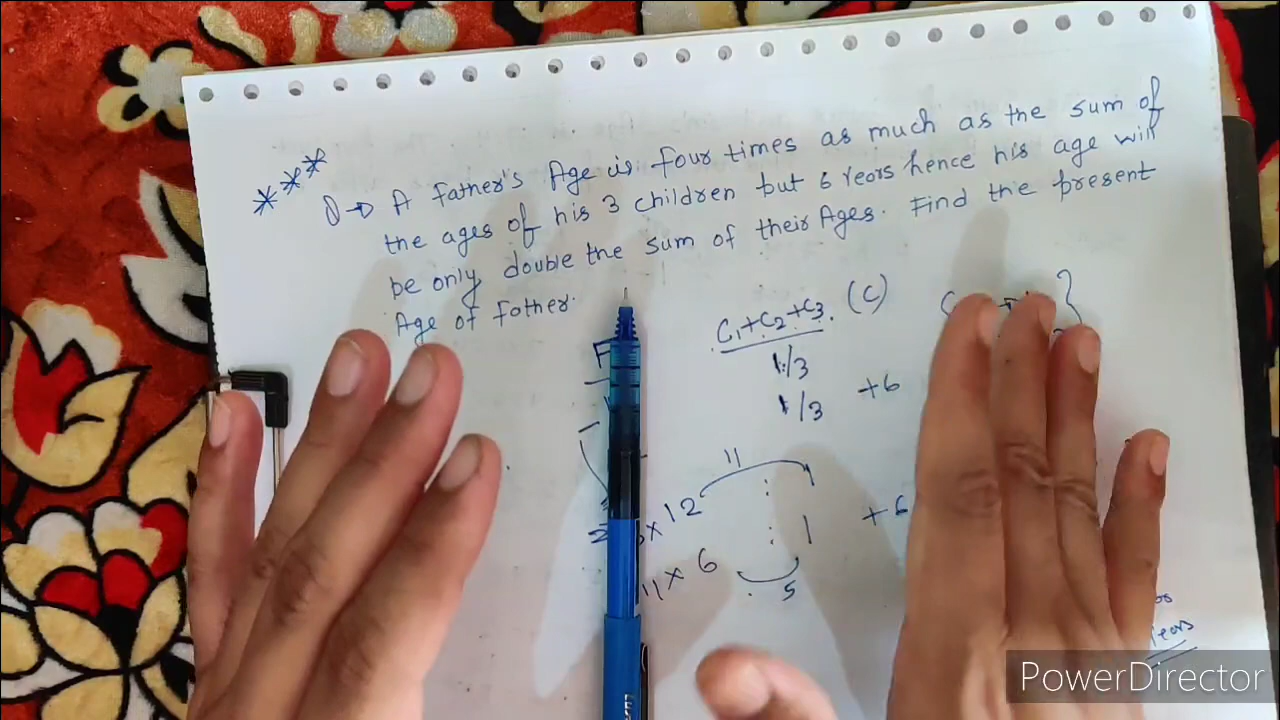 ***
Q→ A father's Age is four times as much as the sum of
the ages of his 3 children but 6 Years hence his age will
be only double the sum of their Ages. Find the present
Age of father.
F
C₁+C₂+C₃ (C)
1/3
1/3 +6
11
x 12 : 1
: 1 +6
11 x 6
5
Years
PowerDirector